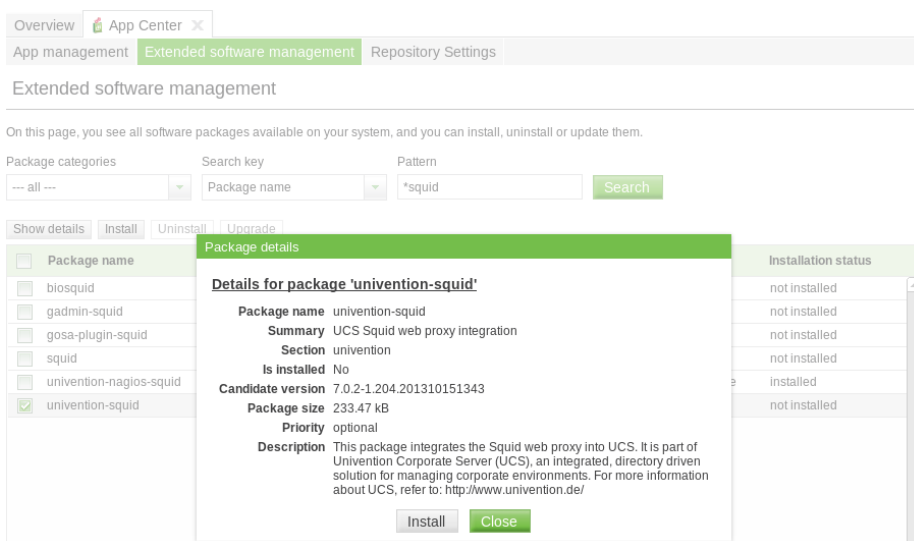 Overview App Center
App management Extended software management Repository Settings
Extended software management
On this page, you see all software packages available on your system, and you can install, uninstall or update them.
Package categories Search key Pattern
--- all --- Package name *squid Search
Show details Install Uninstall Upgrade
Package details
Package name Installation status
Details for package 'univention-squid'
biosquid not installed
Package name univention-squid
gadmin-squid not installed
Summary UCS Squid web proxy integration
gosa-plugin-squid not installed
Section univention
squid not installed
Is installed No
univention-nagios-squid e installed
Candidate version 7.0.2-1.204.201310151343
univention-squid not installed
Package size 233.47 kB
Priority optional
Description This package integrates the Squid web proxy into UCS. It is part of
Univention Corporate Server (UCS), an integrated, directory driven
solution for managing corporate environments. For more information
about UCS, refer to: http://www.univention.de/
Install Close